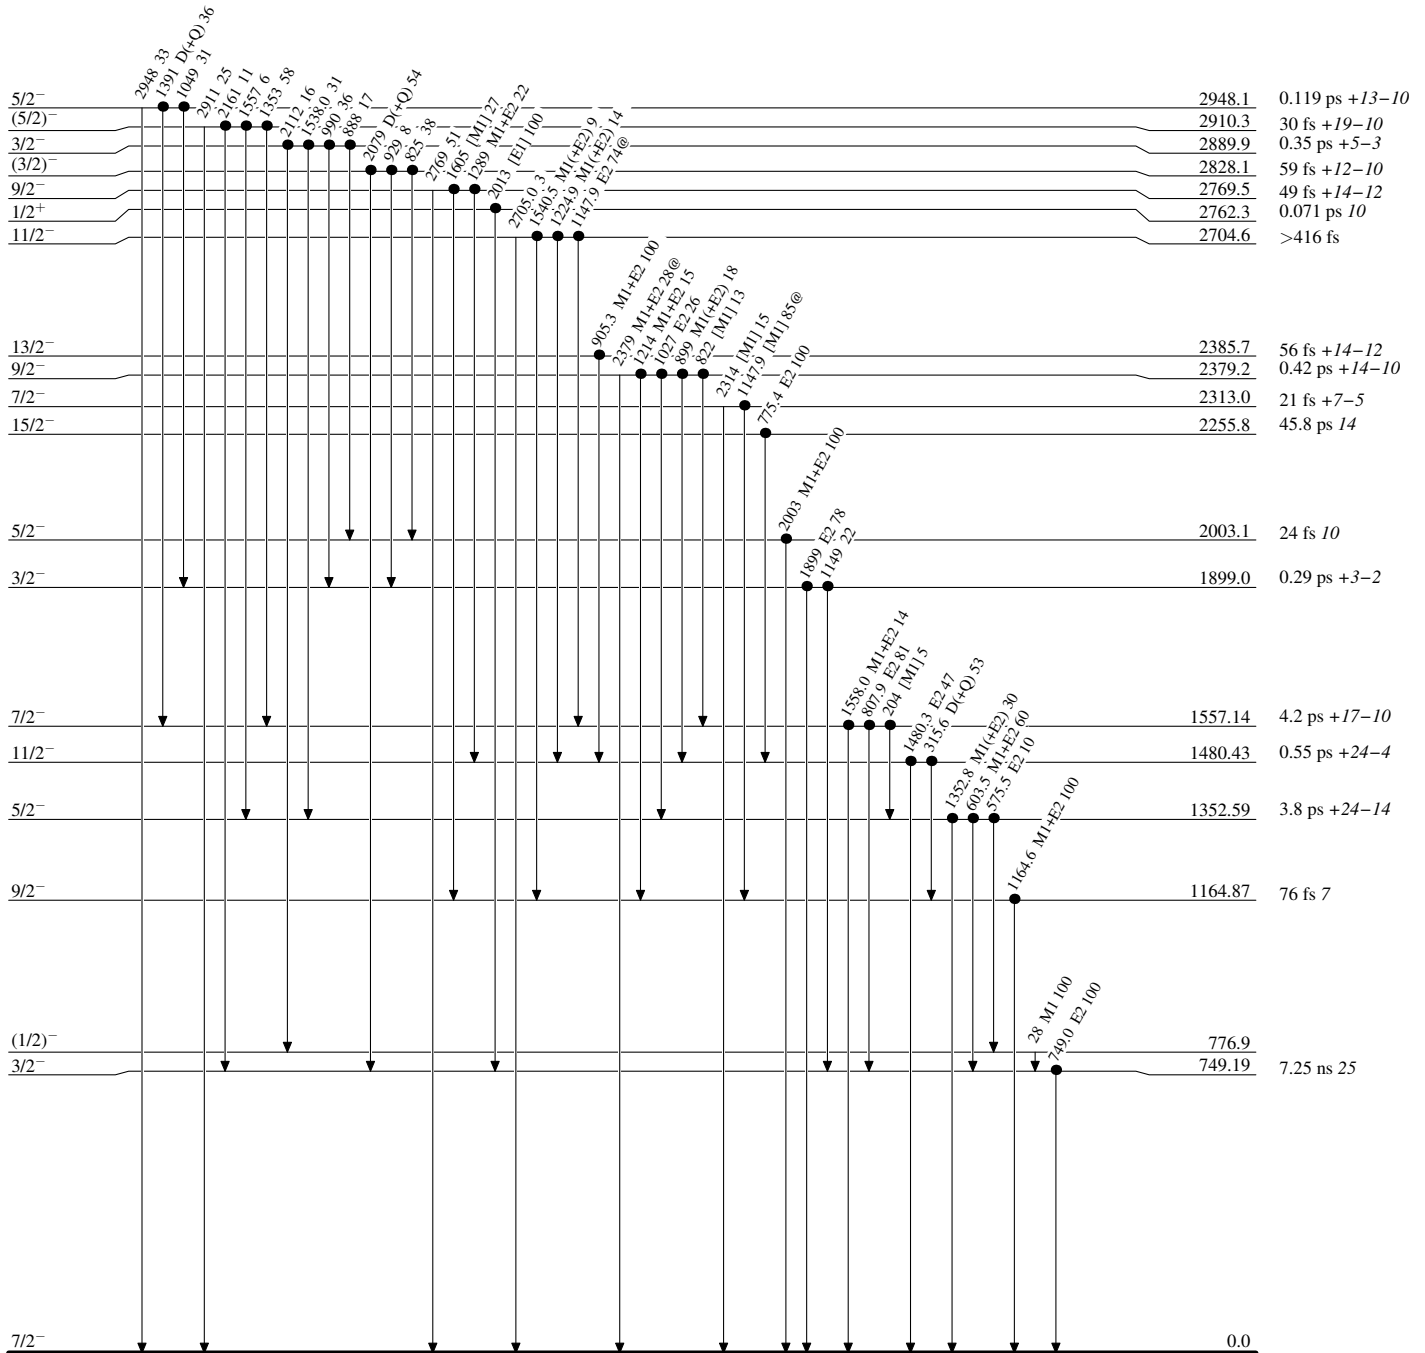 2948 33
1391 D(+Q) 36
1049 31
2911 25
2161 11
1557 6
1353 58
2112 16
1538.0 31
990 36
888 17
2079 D(+Q) 54
929 8
825 38
2769 51
1605 [M1] 27
1289 M1+E2 22
2013 [E1] 100
2705.0 3
1540.5 M1(+E2) 9
1224.9 M1(+E2) 14
1147.9 E2 74@
905.3 M1+E2 100
2379 M1+E2 28@
1214 M1+E2 15
1027 E2 26
899 M1(+E2) 18
822 [M1] 13
2314 [M1] 15
1147.9 [M1] 85@
775.4 E2 100
2003 M1+E2 100
1899 E2 78
1149 22
1558.0 M1+E2 14
807.9 E2 81
204 [M1] 5
1480.3 E2 47
315.6 D(+Q) 53
1352.8 M1(+E2) 30
603.5 M1+E2 60
575.5 E2 10
1164.6 M1+E2 100
28 M1 100
749.0 E2 100
5/2⁻ 2948.1 0.119 ps +13−10
(5/2)⁻ 2910.3 30 fs +19−10
3/2⁻ 2889.9 0.35 ps +5−3
(3/2)⁻ 2828.1 59 fs +12−10
9/2⁻ 2769.5 49 fs +14−12
1/2⁺ 2762.3 0.071 ps 10
11/2⁻ 2704.6 >416 fs
13/2⁻ 2385.7 56 fs +14−12
9/2⁻ 2379.2 0.42 ps +14−10
7/2⁻ 2313.0 21 fs +7−5
15/2⁻ 2255.8 45.8 ps 14
5/2⁻ 2003.1 24 fs 10
3/2⁻ 1899.0 0.29 ps +3−2
7/2⁻ 1557.14 4.2 ps +17−10
11/2⁻ 1480.43 0.55 ps +24−4
5/2⁻ 1352.59 3.8 ps +24−14
9/2⁻ 1164.87 76 fs 7
(1/2)⁻ 776.9
3/2⁻ 749.19 7.25 ns 25
7/2⁻ 0.0